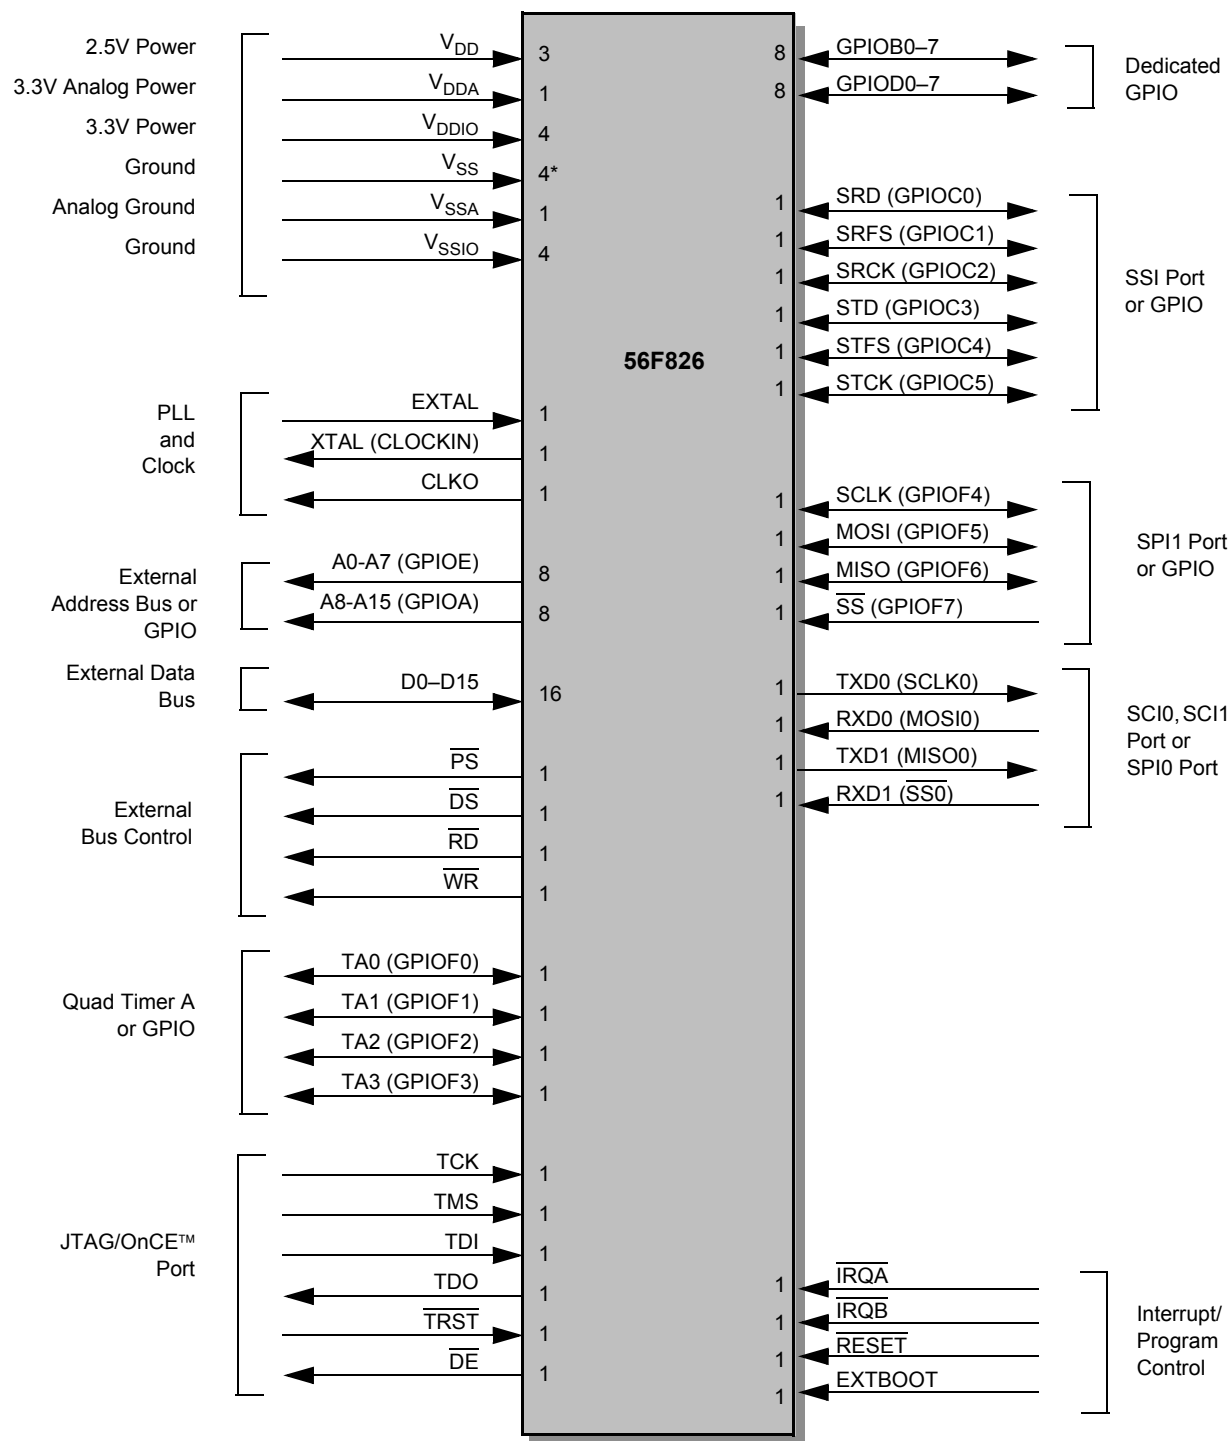 2.5V Power
VDD
3
3.3V Analog Power
VDDA
1
3.3V Power
VDDIO
4
Ground
VSS
4*
Analog Ground
VSSA
1
Ground
VSSIO
4
PLL
and
Clock
EXTAL
1
XTAL (CLOCKIN)
1
CLKO
1
External
Address Bus or
GPIO
A0-A7 (GPIOE)
8
A8-A15 (GPIOA)
8
External Data
Bus
D0–D15
16
External
Bus Control
PS
1
DS
1
RD
1
WR
1
Quad Timer A
or GPIO
TA0 (GPIOF0)
1
TA1 (GPIOF1)
1
TA2 (GPIOF2)
1
TA3 (GPIOF3)
1
JTAG/OnCE™
Port
TCK
1
TMS
1
TDI
1
TDO
1
TRST
1
DE
1
56F826
8
GPIOB0–7
8
GPIOD0–7
Dedicated
GPIO
1
SRD (GPIOC0)
1
SRFS (GPIOC1)
1
SRCK (GPIOC2)
1
STD (GPIOC3)
1
STFS (GPIOC4)
1
STCK (GPIOC5)
SSI Port
or GPIO
1
SCLK (GPIOF4)
1
MOSI (GPIOF5)
1
MISO (GPIOF6)
1
SS (GPIOF7)
SPI1 Port
or GPIO
1
TXD0 (SCLK0)
1
RXD0 (MOSI0)
1
TXD1 (MISO0)
1
RXD1 (SS0)
SCI0, SCI1
Port or
SPI0 Port
1
IRQA
1
IRQB
1
RESET
1
EXTBOOT
Interrupt/
Program
Control